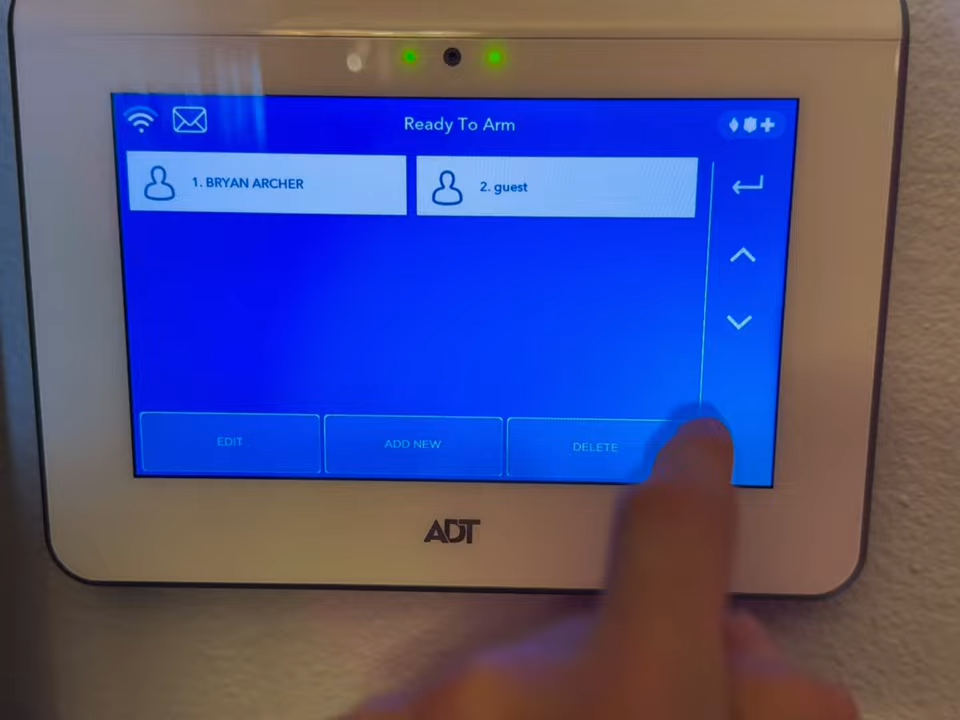 Ready To Arm
1. BRYAN ARCHER
2. guest
EDIT
ADD NEW
DELETE
ADT